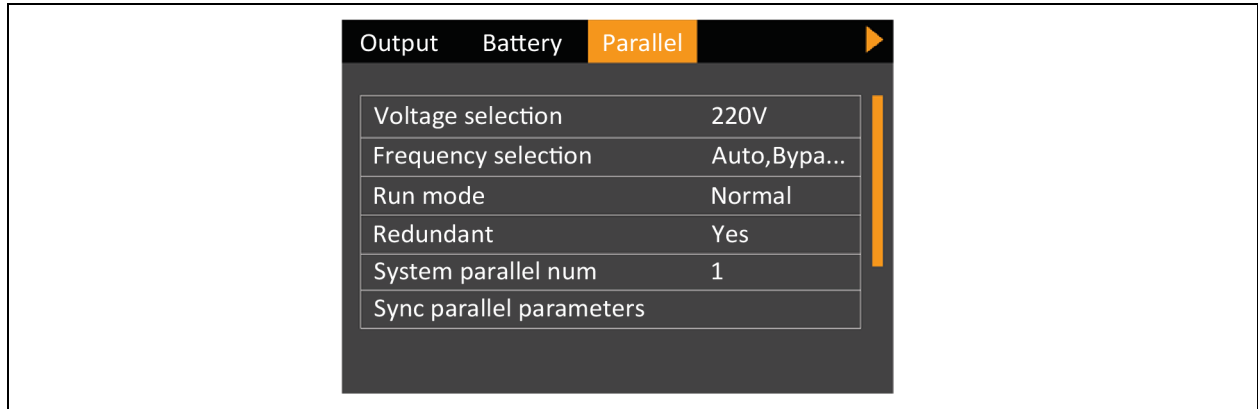 Output Battery Parallel
Voltage selection 220V
Frequency selection Auto,Bypa...
Run mode Normal
Redundant Yes
System parallel num 1
Sync parallel parameters